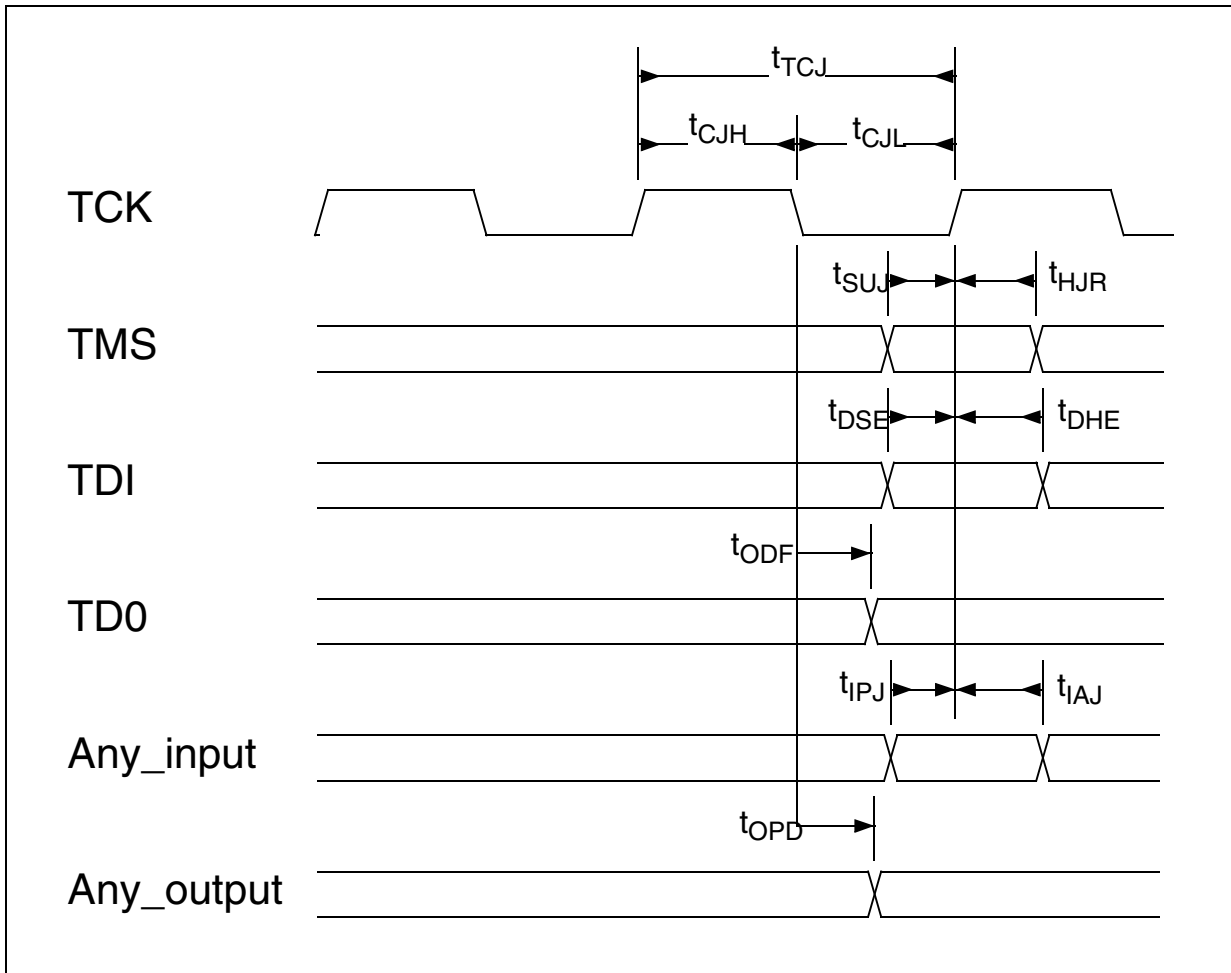 tTCJ
tCJH tCJL
TCK
tSUJ tHJR
TMS
tDSE tDHE
TDI
tODF
TD0
tIPJ tIAJ
Any_input
tOPD
Any_output